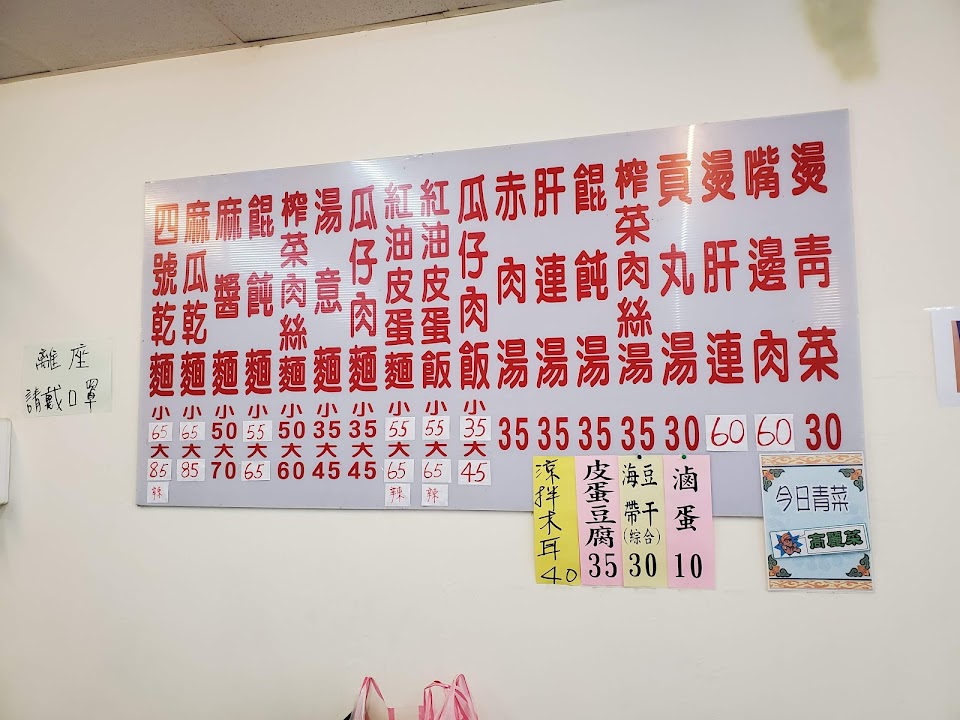 離座
請戴口罩
四號乾麵 小65 大85 辣
麻瓜乾麵 小65 大85
麻醬麵 小50 大70
餛飩麵 小55 大65
榨菜肉絲麵 小50 大60
湯意麵 小35 大45
瓜仔肉麵 小35 大45
紅油皮蛋麵 小55 大65 辣
紅油皮蛋飯 小55 大65 辣
瓜仔肉飯 小35 大45
赤肉湯 35
肝連湯 35
餛飩湯 35
榨菜肉絲湯 35
貢丸湯 30
燙肝連 60
嘴邊肉 60
燙青菜 30
涼拌木耳 40
皮蛋豆腐 35
海帶 豆干 (綜合) 30
滷蛋 10
今日青菜
高麗菜